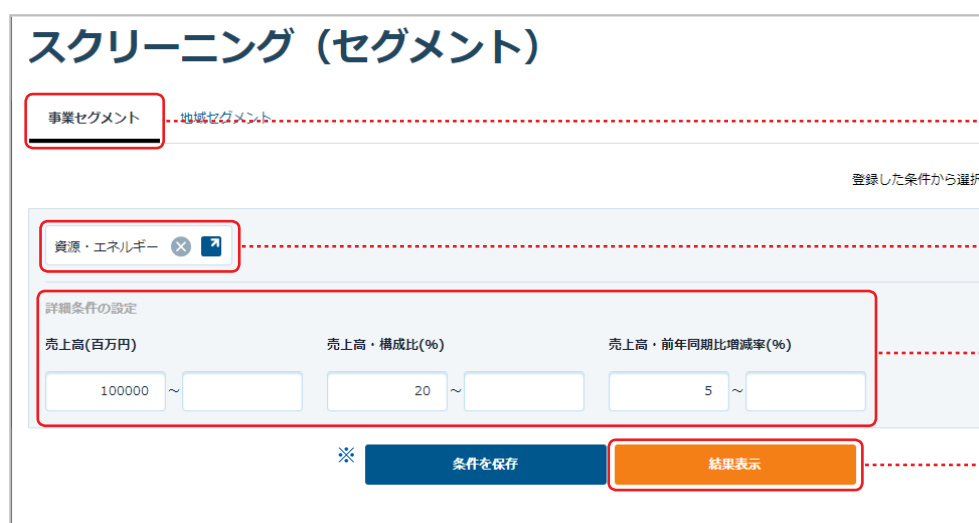 スクリーニング（セグメント）
事業セグメント 地域セグメント
登録した条件から選択
資源・エネルギー
詳細条件の設定
売上高(百万円) 売上高・構成比(%) 売上高・前年同期比増減率(%)
100000 ～ 20 ～ 5 ～
※ 条件を保存 結果表示